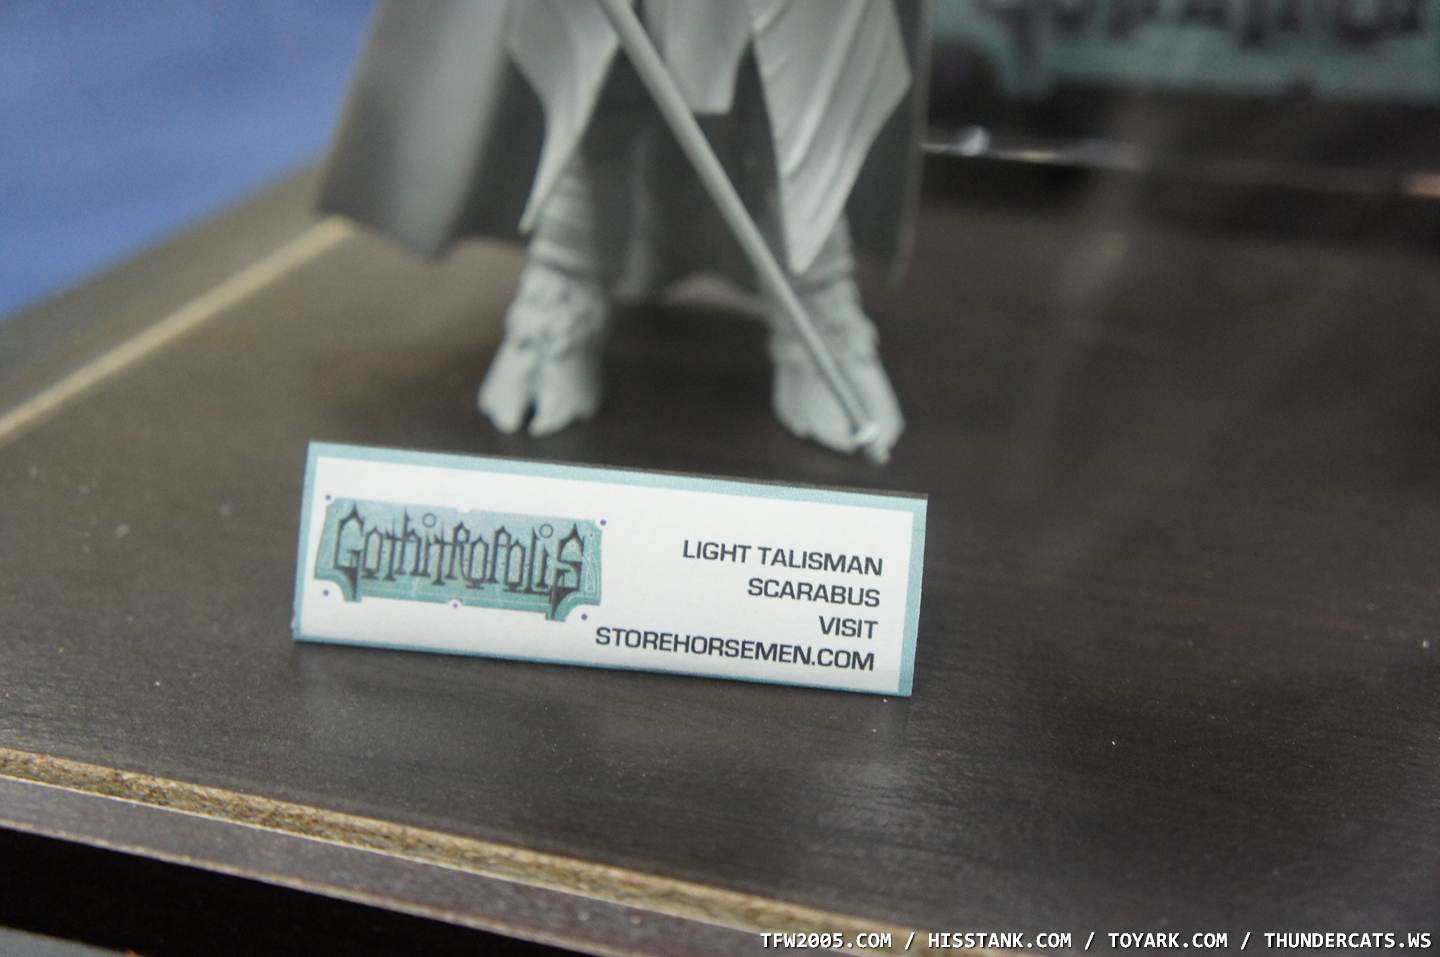 Gothitropolis
LIGHT TALISMAN
SCARABUS
VISIT
STOREHORSEMEN.COM
TFW2005.COM / HISSTANK.COM / TOYARK.COM / THUNDERCATS.WS